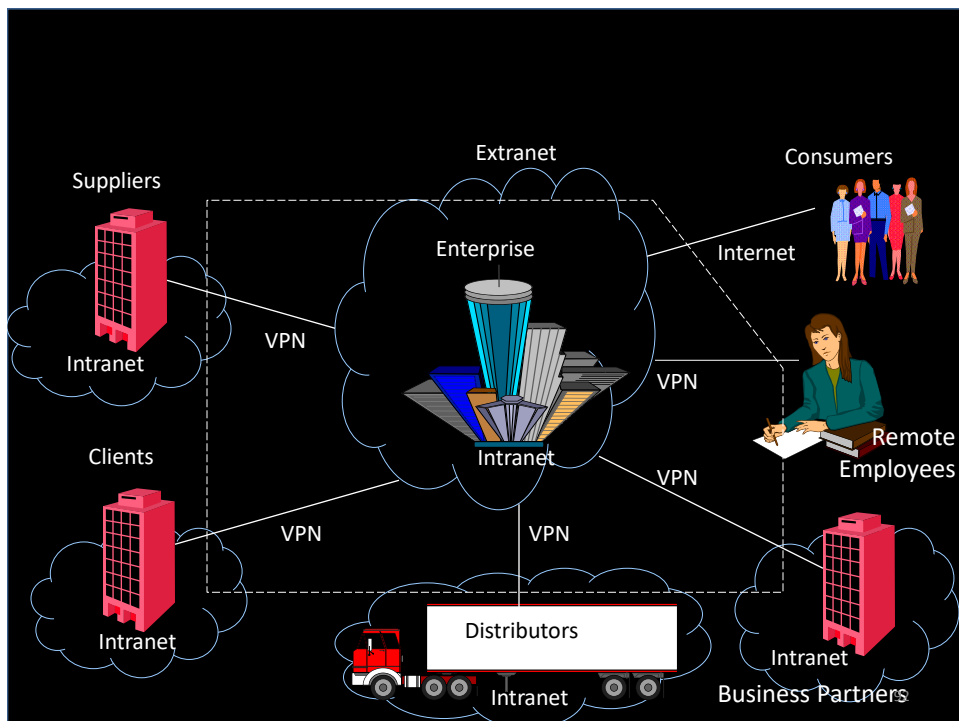 Extranet
Consumers
Suppliers
Enterprise
Internet
VPN
Intranet
VPN
Clients
Intranet
VPN
Remote
Employees
VPN
VPN
Distributors
Intranet
Intranet
Intranet
Business Partners
92